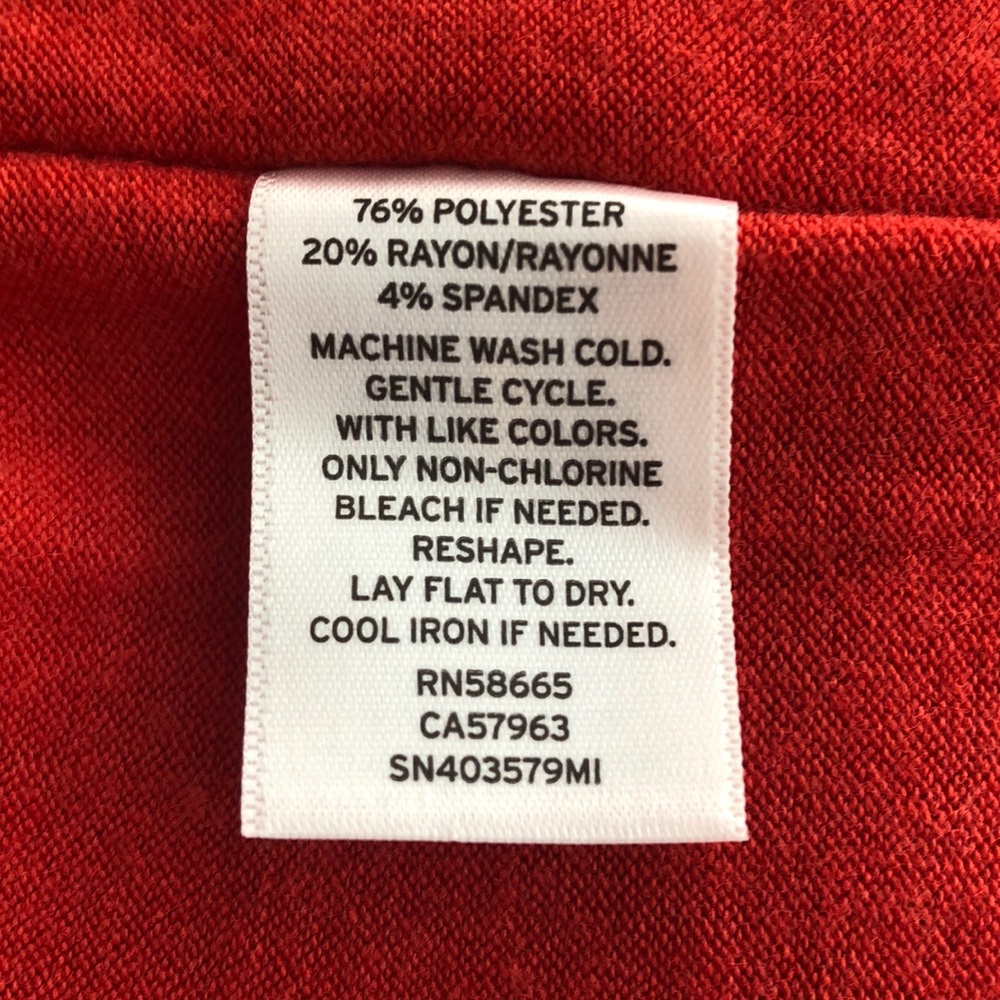 76% POLYESTER
20% RAYON/RAYONNE
4% SPANDEX
MACHINE WASH COLD.
GENTLE CYCLE.
WITH LIKE COLORS.
ONLY NON-CHLORINE
BLEACH IF NEEDED.
RESHAPE.
LAY FLAT TO DRY.
COOL IRON IF NEEDED.
RN58665
CA57963
SN403579MI